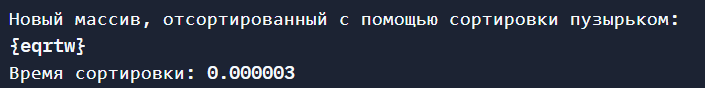 Новый массив, отсортированный с помощью сортировки пузырьком:
{eqrtw}
Время сортировки: 0.000003